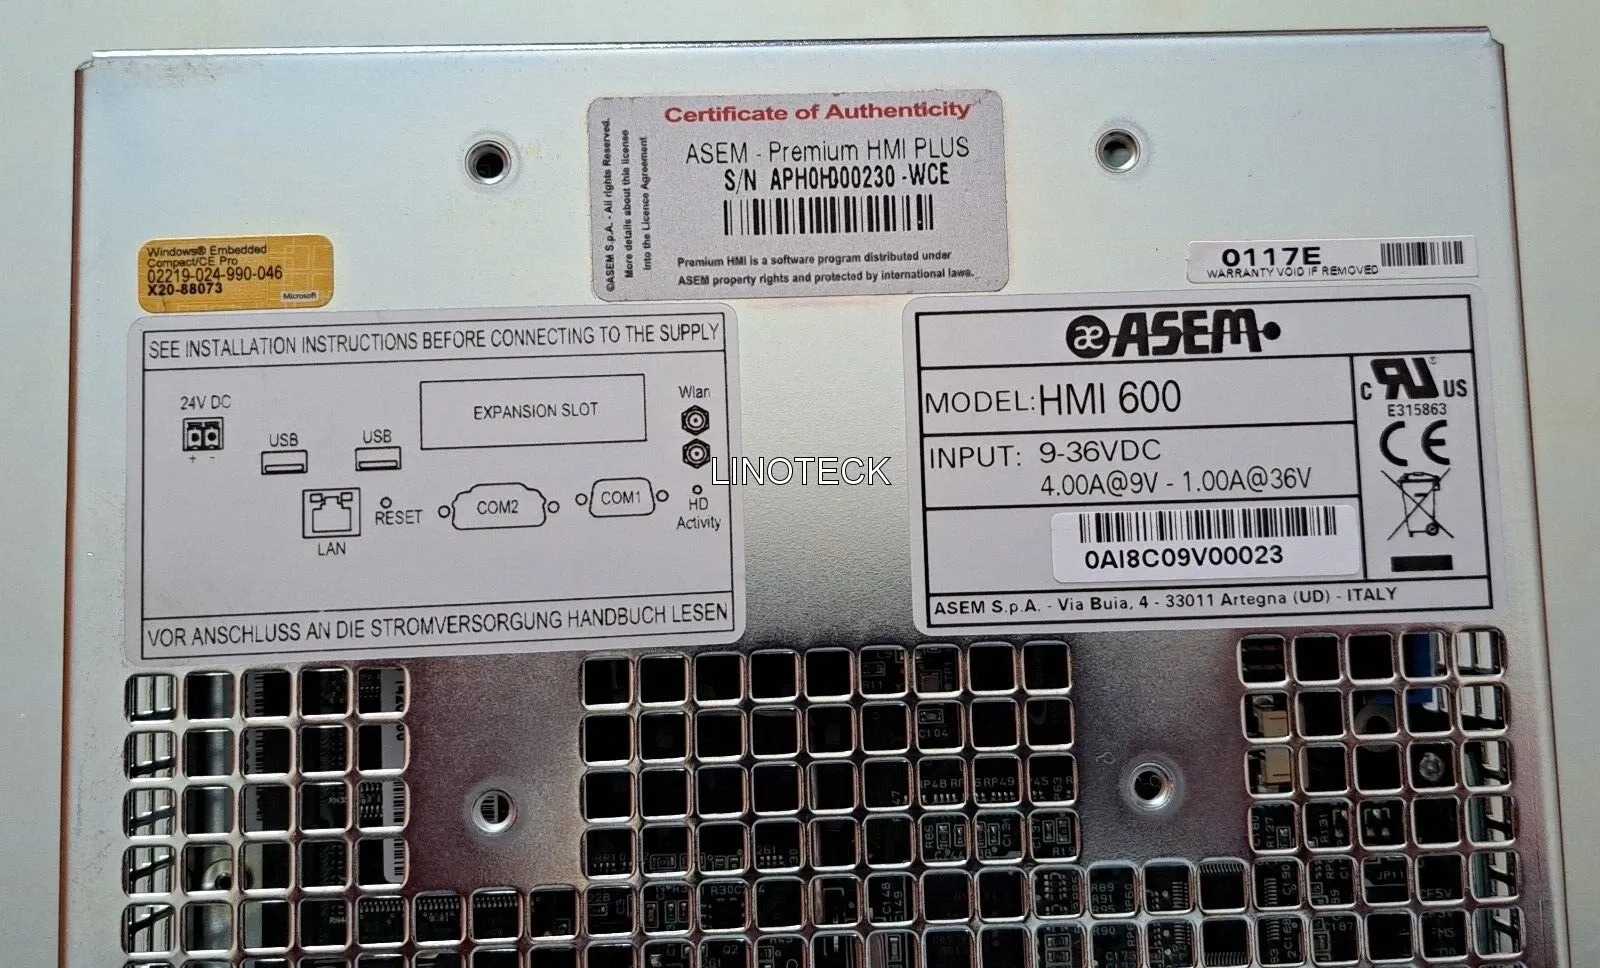 Certificate of Authenticity
ASEM - Premium HMI PLUS
S/N APH0H000230-WCE
Premium HMI is a software program distributed under
ASEM property rights and protected by international laws.
©ASEM S.p.A. - All rights Reserved.
More details about this license
into the Licence Agreement.
Windows® Embedded
Compact/CE Pro
02219-024-990-046
X20-88073
Microsoft
0117E
WARRANTY VOID IF REMOVED
SEE INSTALLATION INSTRUCTIONS BEFORE CONNECTING TO THE SUPPLY
24V DC
+ -
USB
USB
EXPANSION SLOT
Wlan
LAN
RESET
COM2
COM1
HD
Activity
VOR ANSCHLUSS AN DIE STROMVERSORGUNG HANDBUCH LESEN
LINOTECK
æ ASEM
MODEL: HMI 600
INPUT: 9-36VDC
4.00A@9V - 1.00A@36V
0AI8C09V00023
C RU ® US
E315863
CE
ASEM S.p.A. - Via Buia, 4 - 33011 Artegna (UD) - ITALY
C104
RP49
JP11